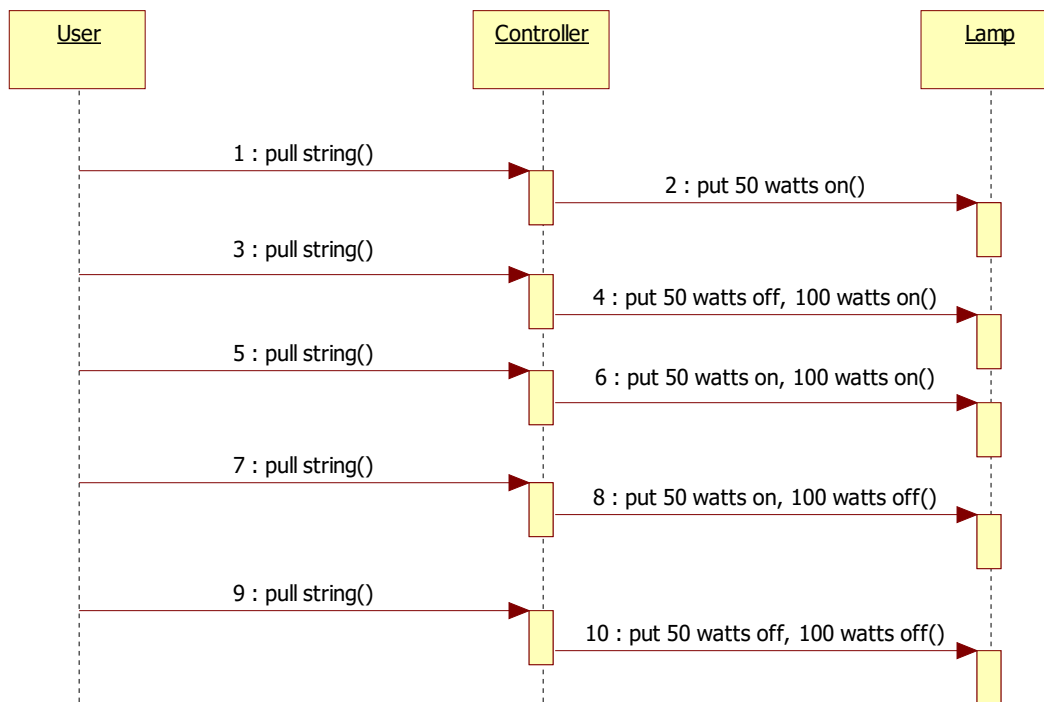 User
Controller
Lamp
1 : pull string()
2 : put 50 watts on()
3 : pull string()
4 : put 50 watts off, 100 watts on()
5 : pull string()
6 : put 50 watts on, 100 watts on()
7 : pull string()
8 : put 50 watts on, 100 watts off()
9 : pull string()
10 : put 50 watts off, 100 watts off()